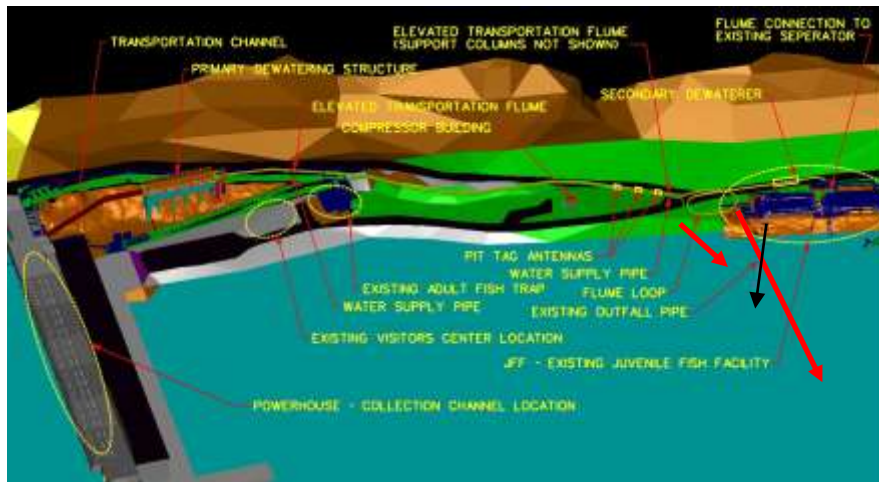 ELEVATED TRANSPORTATION FLUME
(SUPPORT COLUMNS NOT SHOWN)
FLUME CONNECTION TO
EXISTING SEPERATOR
TRANSPORTATION CHANNEL
PRIMARY DEWATERING STRUCTURE
SECONDARY DEWATERER
ELEVATED TRANSPORTATION FLUME
COMPRESSOR BUILDING
PIT TAG ANTENNAS
WATER SUPPLY PIPE
EXISTING ADULT FISH TRAP
FLUME LOOP
WATER SUPPLY PIPE
EXISTING OUTFALL PIPE
EXISTING VISITORS CENTER LOCATION
JFF - EXISTING JUVENILE FISH FACILITY
POWERHOUSE - COLLECTION CHANNEL LOCATION